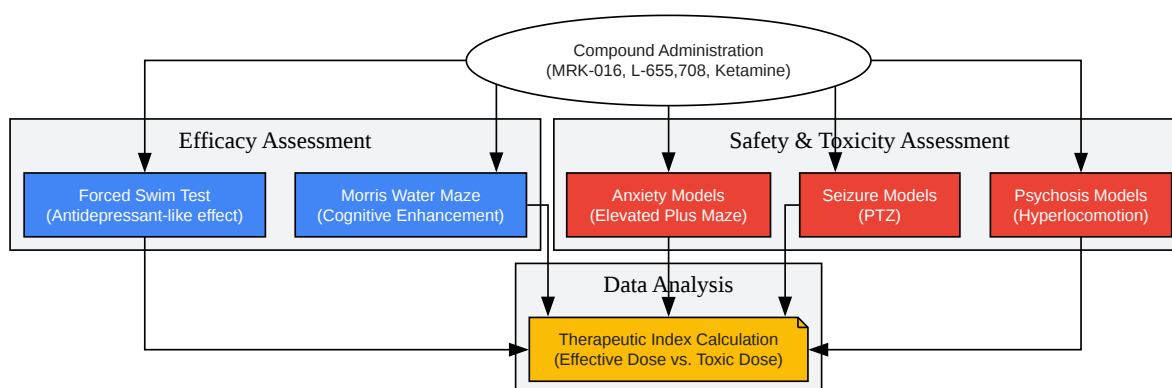 Compound Administration
(MRK-016, L-655,708, Ketamine)
Efficacy Assessment
Safety & Toxicity Assessment
Forced Swim Test
(Antidepressant-like effect)
Morris Water Maze
(Cognitive Enhancement)
Anxiety Models
(Elevated Plus Maze)
Seizure Models
(PTZ)
Psychosis Models
(Hyperlocomotion)
Data Analysis
Therapeutic Index Calculation
(Effective Dose vs. Toxic Dose)